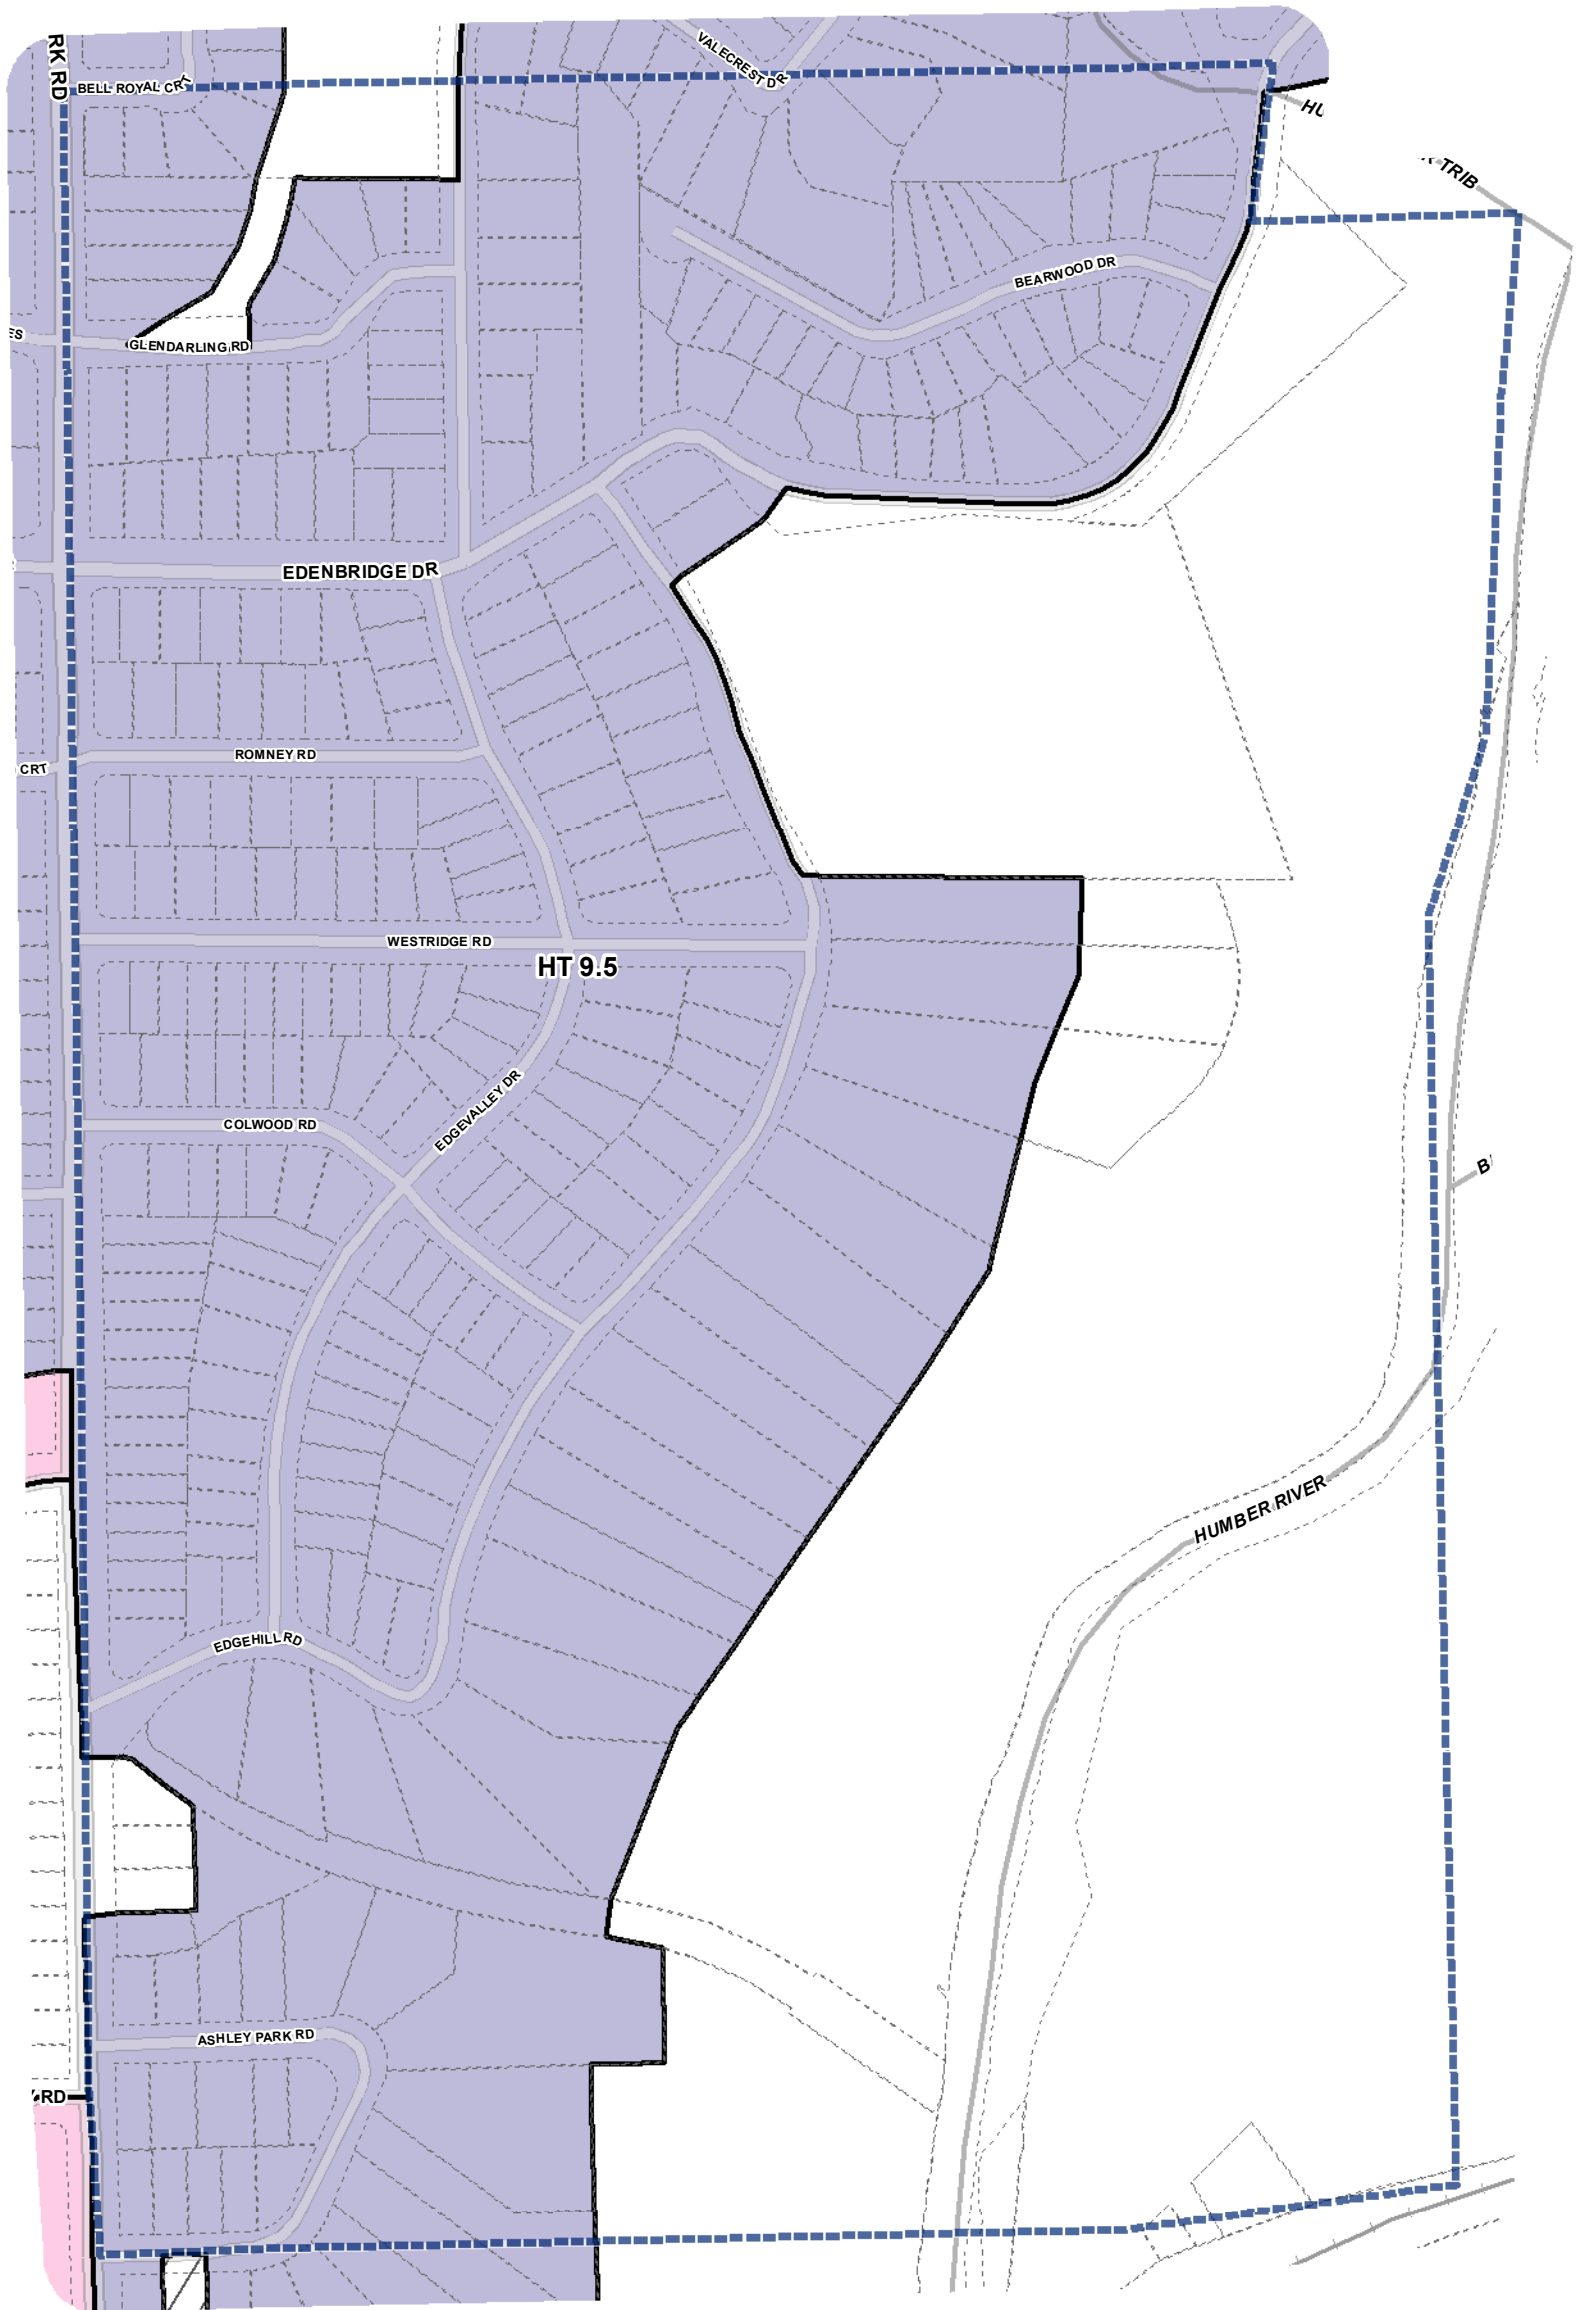 RK RD
VALECREST DR
BELL ROYAL CRT
HU
R TRIB
BEARWOOD DR
ES
GLENDARLING RD
EDENBRIDGE DR
ROMNEY RD
CRT
WESTRIDGE RD
HT 9.5
EDGEVALLEY DR
COLWOOD RD
B
HUMBER RIVER
EDGEHILL RD
ASHLEY PARK RD
RD